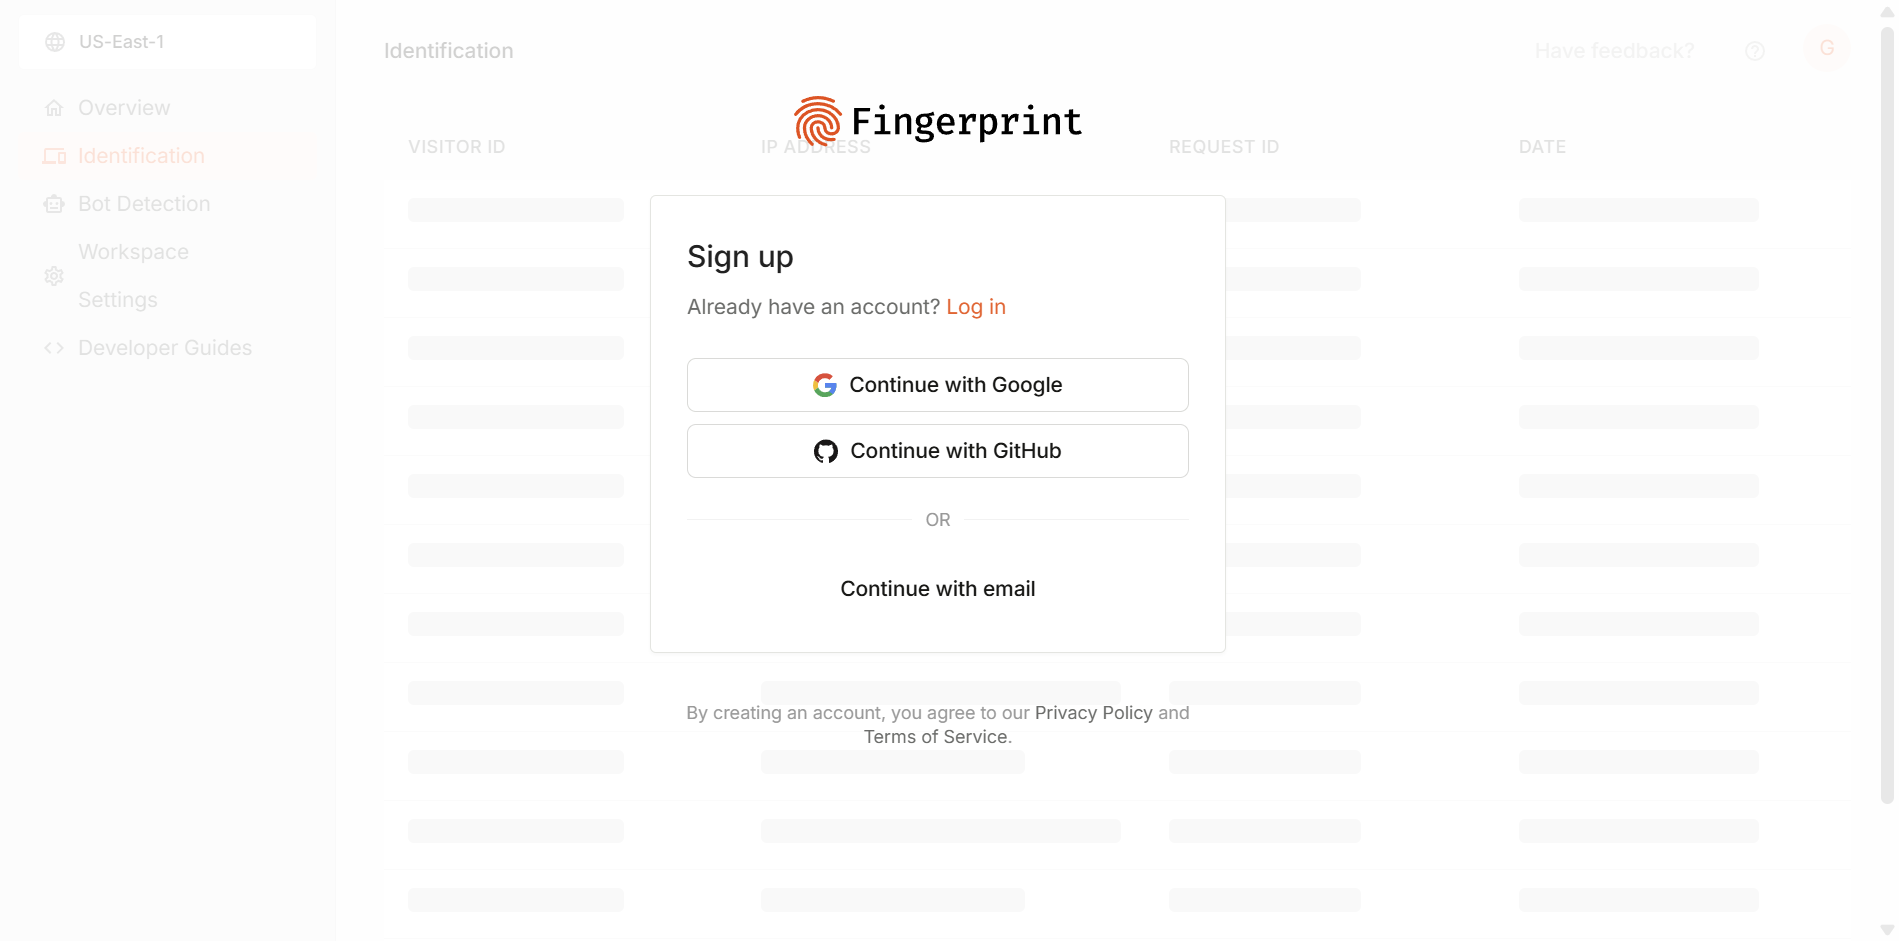 US-East-1
Overview
Identification
Bot Detection
Workspace
Settings
Developer Guides
Identification
Have feedback?
G
VISITOR ID
IP ADDRESS
REQUEST ID
DATE
Fingerprint
Sign up
Already have an account? Log in
Continue with Google
Continue with GitHub
OR
Continue with email
By creating an account, you agree to our Privacy Policy and
Terms of Service.